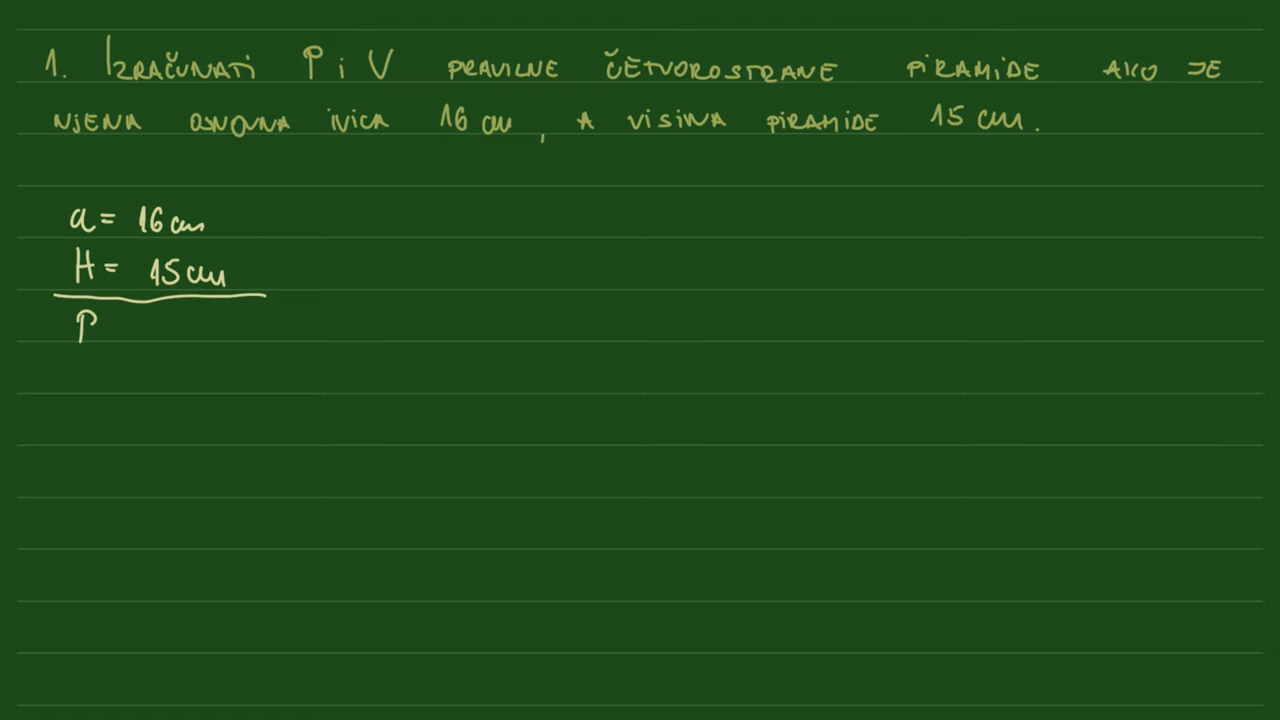 1. IZRAČUNATI P i V PRAVILNE ČETVOROSTRANE PIRAMIDE AKO JE
NJENA OSNOVNA IVICA 16 cm, A VISINA PIRAMIDE 15 cm.
a = 16 cm
H = 15 cm
P